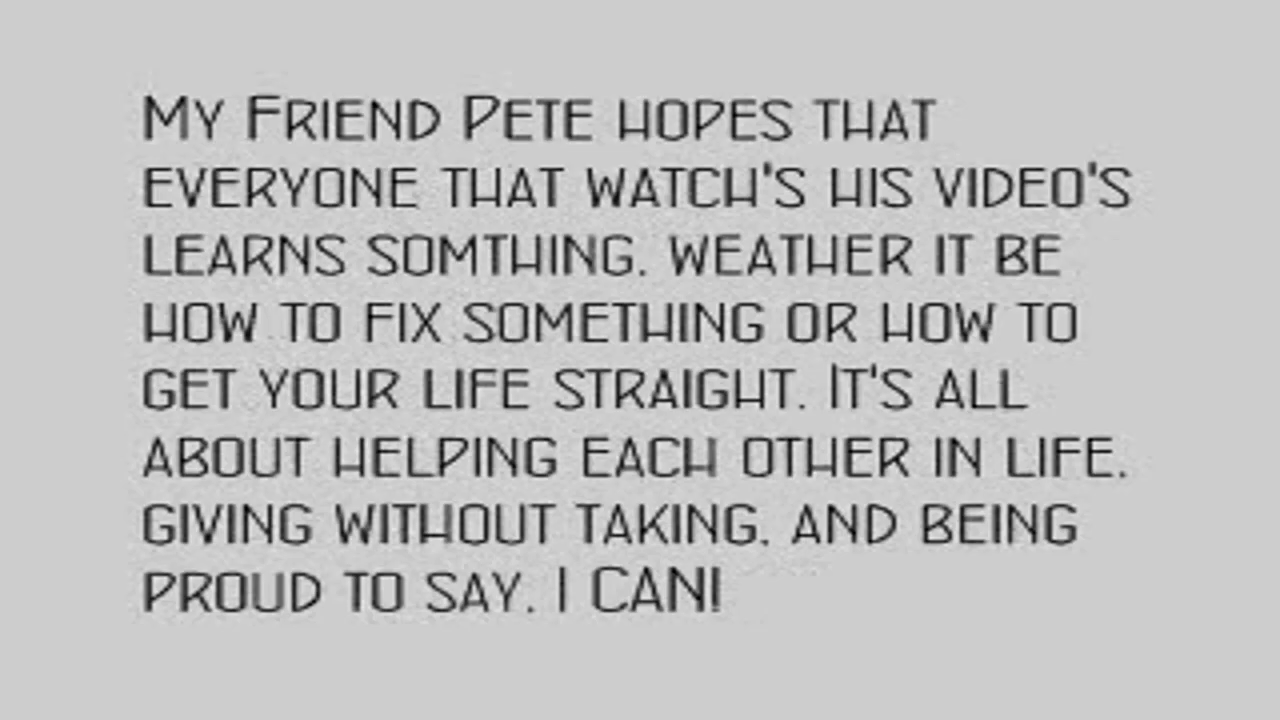 My Friend Pete hopes that
everyone that watch's his video's
learns somthing. weather it be
how to fix something or how to
get your life straight. It's all
about helping each other in life.
giving without taking. and being
proud to say. I CAN!